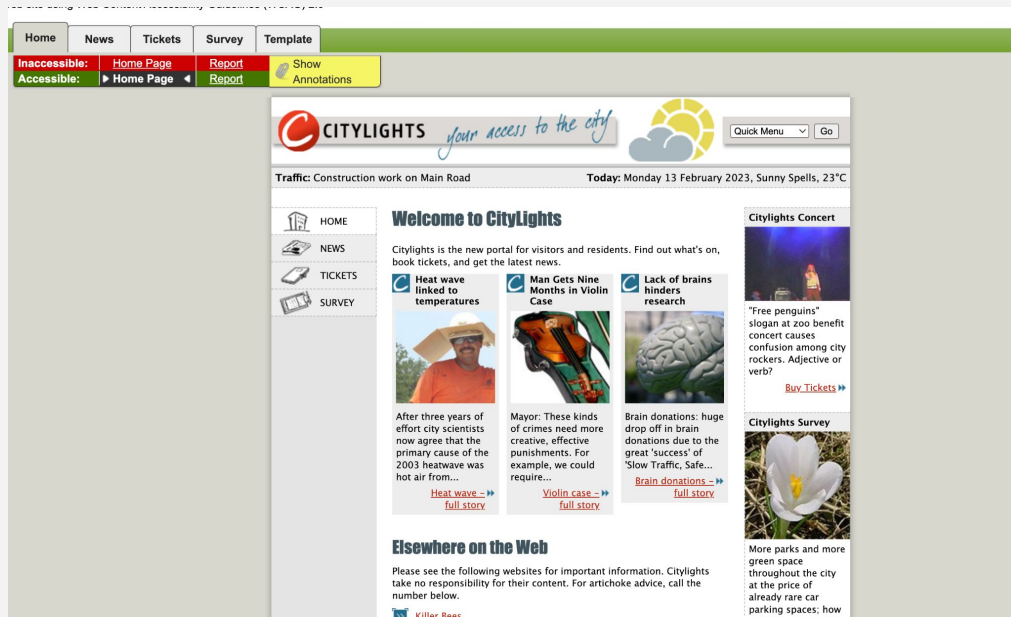 Home News Tickets Survey Template
Inaccessible: Home Page Report
Show
Annotations
Accessible: Home Page Report
CITYLIGHTS your access to the city
Quick Menu Go
Traffic: Construction work on Main Road
Today: Monday 13 February 2023, Sunny Spells, 23°C
HOME
NEWS
TICKETS
SURVEY
Welcome to CityLights
Citylights is the new portal for visitors and residents. Find out what's on,
book tickets, and get the latest news.
Heat wave
linked to
temperatures
After three years of
effort city scientists
now agree that the
primary cause of the
2003 heatwave was
hot air from...
Heat wave –
full story
Man Gets Nine
Months in Violin
Case
Mayor: These kinds
of crimes need more
creative, effective
punishments. For
example, we could
require...
Violin case –
full story
Lack of brains
hinders
research
Brain donations: huge
drop off in brain
donations due to the
great 'success' of
'Slow Traffic, Safe...
Brain donations –
full story
Elsewhere on the Web
Please see the following websites for important information. Citylights
take no responsibility for their content. For artichoke advice, call the
number below.
Killer Bees
Citylights Concert
"Free penguins"
slogan at zoo benefit
concert causes
confusion among city
rockers. Adjective or
verb?
Buy Tickets
Citylights Survey
More parks and more
green space
throughout the city
at the price of
already rare car
parking spaces; how